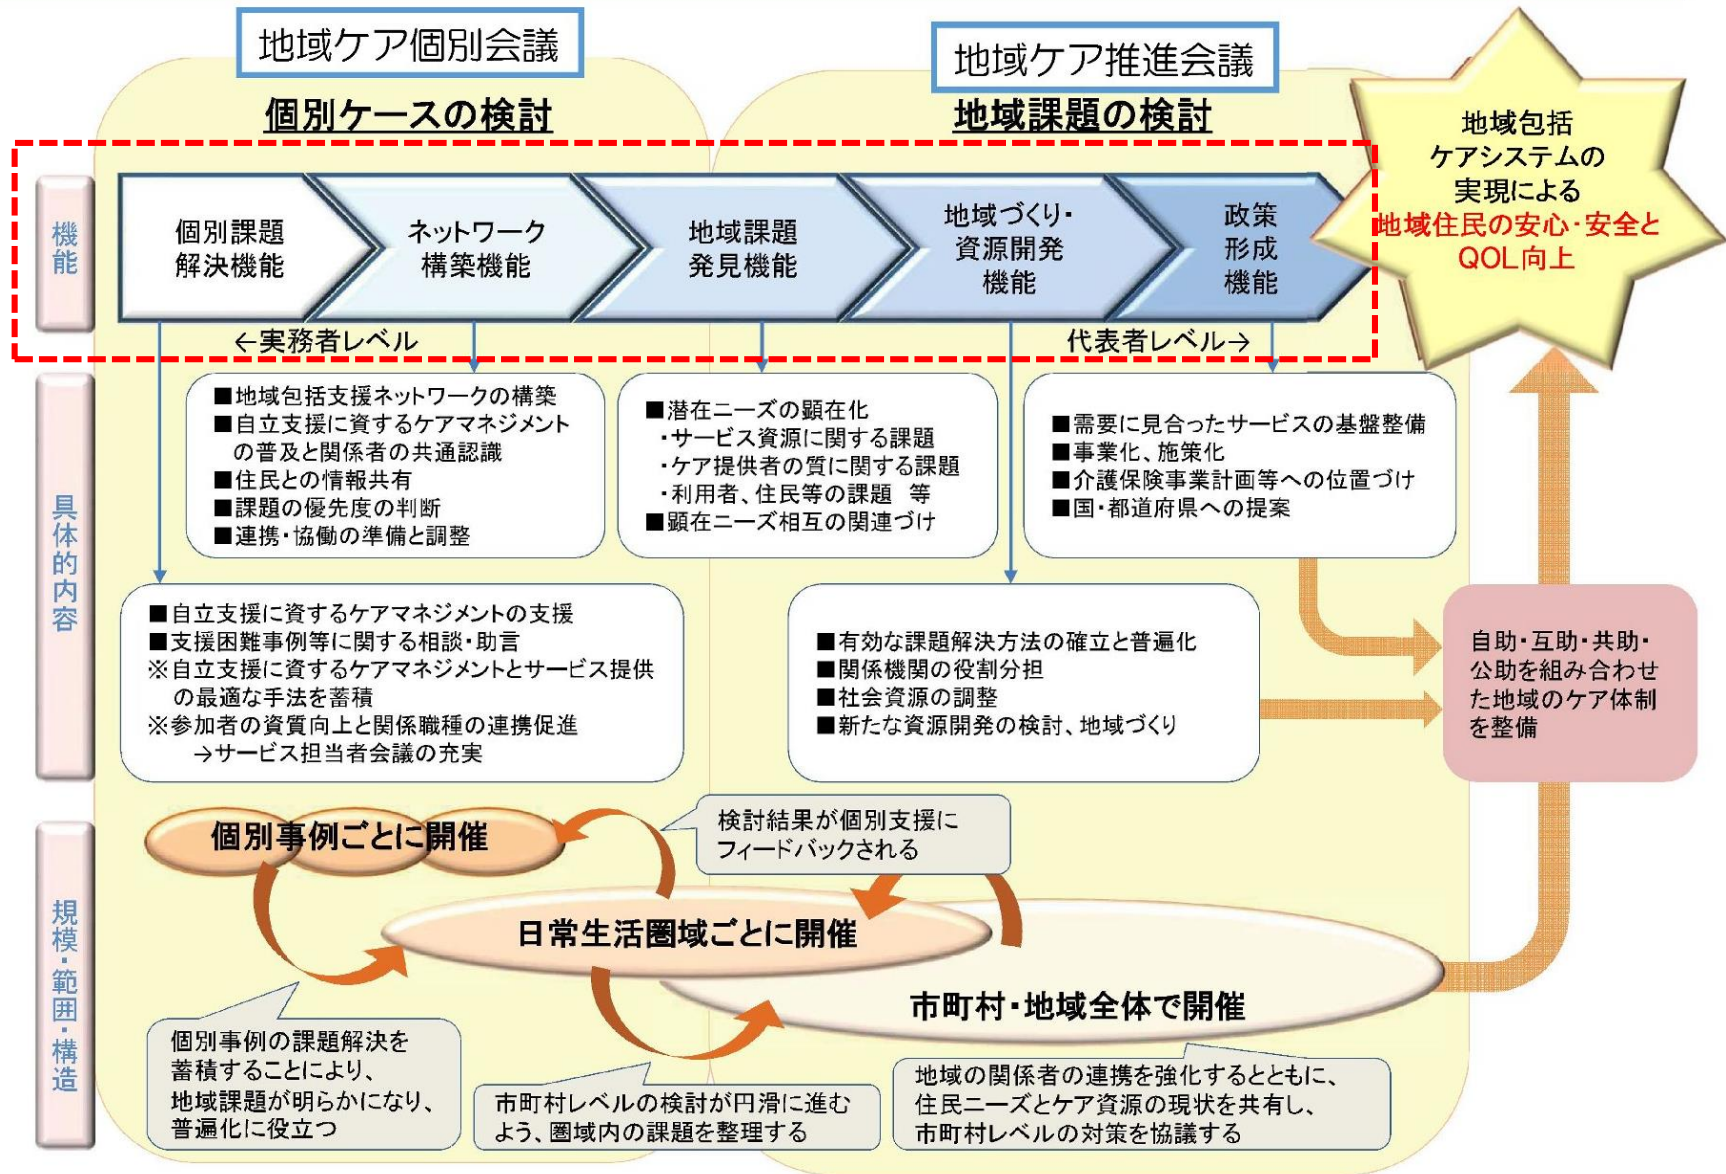 地域ケア個別会議
個別ケースの検討
地域ケア推進会議
地域課題の検討
機能
個別課題
解決機能
ネットワーク
構築機能
地域課題
発見機能
地域づくり・
資源開発
機能
政策
形成
機能
←実務者レベル
代表者レベル→
地域包括
ケアシステムの
実現による
地域住民の安心・安全と
QOL向上
具体的内容
■地域包括支援ネットワークの構築
■自立支援に資するケアマネジメント
の普及と関係者の共通認識
■住民との情報共有
■課題の優先度の判断
■連携・協働の準備と調整
■潜在ニーズの顕在化
・サービス資源に関する課題
・ケア提供者の質に関する課題
・利用者、住民等の課題 等
■顕在ニーズ相互の関連づけ
■需要に見合ったサービスの基盤整備
■事業化、施策化
■介護保険事業計画等への位置づけ
■国・都道府県への提案
■自立支援に資するケアマネジメントの支援
■支援困難事例等に関する相談・助言
※自立支援に資するケアマネジメントとサービス提供
の最適な手法を蓄積
※参加者の資質向上と関係職種の連携促進
→サービス担当者会議の充実
■有効な課題解決方法の確立と普遍化
■関係機関の役割分担
■社会資源の調整
■新たな資源開発の検討、地域づくり
自助・互助・共助・
公助を組み合わせ
た地域のケア体制
を整備
規模・範囲・構造
個別事例ごとに開催
検討結果が個別支援に
フィードバックされる
日常生活圏域ごとに開催
市町村・地域全体で開催
個別事例の課題解決を
蓄積することにより、
地域課題が明らかになり、
普遍化に役立つ
市町村レベルの検討が円滑に進む
よう、圏域内の課題を整理する
地域の関係者の連携を強化するとともに、
住民ニーズとケア資源の現状を共有し、
市町村レベルの対策を協議する